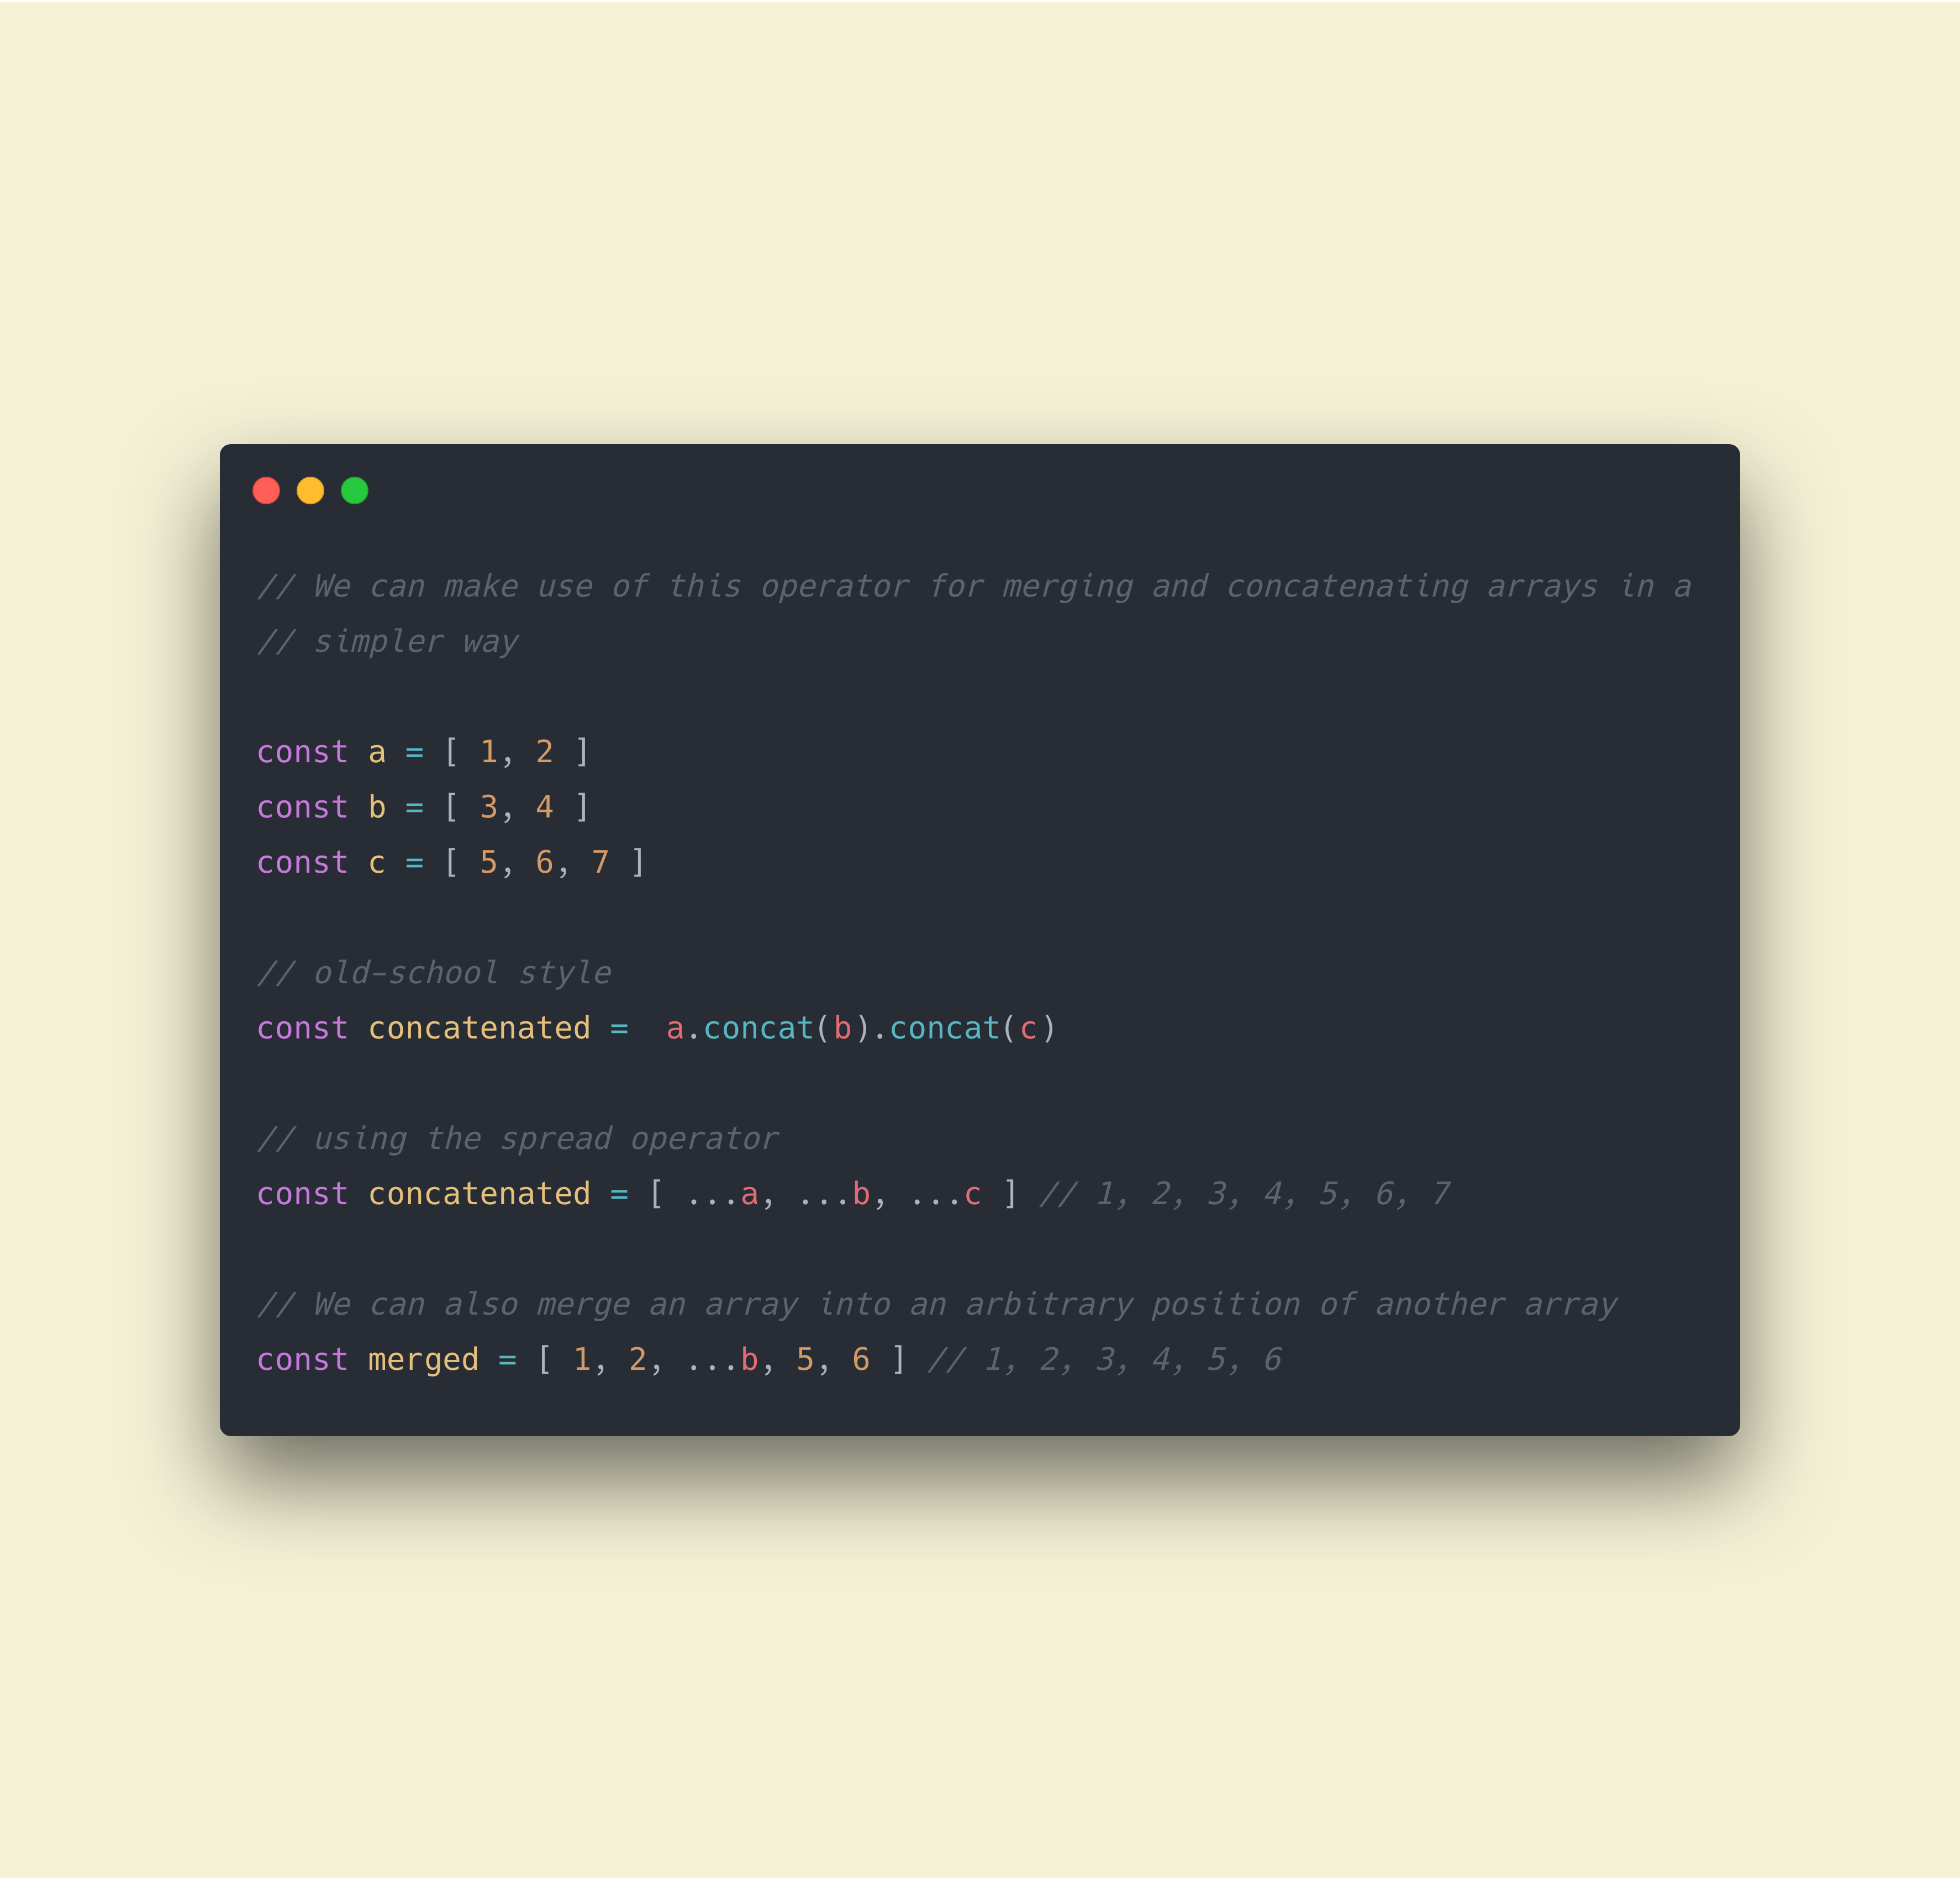 // We can make use of this operator for merging and concatenating arrays in a
// simpler way
const a = [ 1, 2 ]
const b = [ 3, 4 ]
const c = [ 5, 6, 7 ]
// old-school style
const concatenated =  a.concat(b).concat(c)
// using the spread operator
const concatenated = [ ...a, ...b, ...c ] // 1, 2, 3, 4, 5, 6, 7
// We can also merge an array into an arbitrary position of another array
const merged = [ 1, 2, ...b, 5, 6 ] // 1, 2, 3, 4, 5, 6